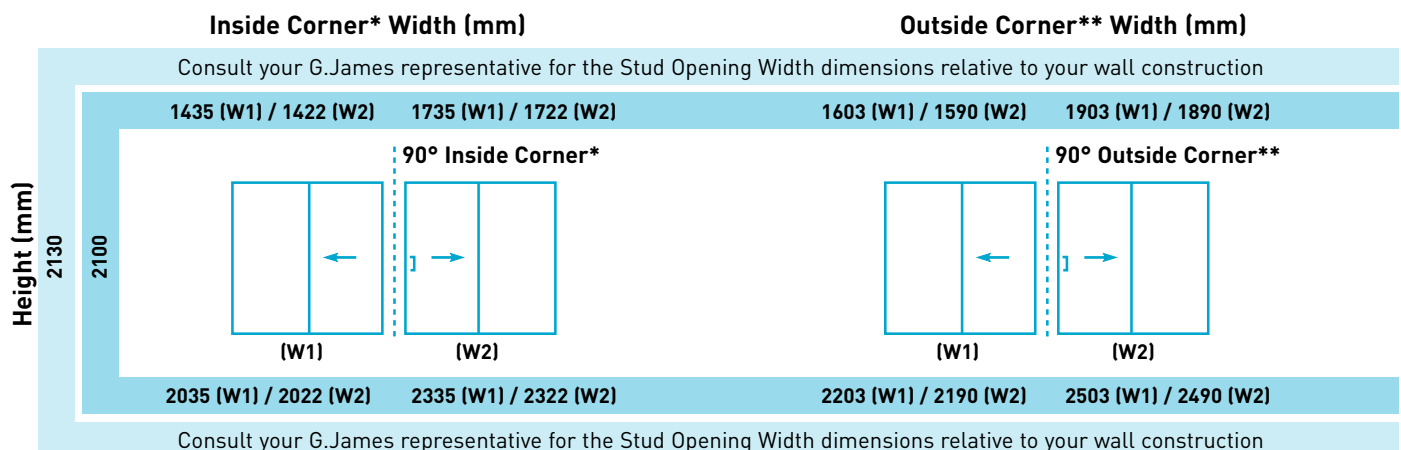 Inside Corner* Width (mm)
Outside Corner** Width (mm)
Consult your G.James representative for the Stud Opening Width dimensions relative to your wall construction
1435 (W1) / 1422 (W2)
1735 (W1) / 1722 (W2)
1603 (W1) / 1590 (W2)
1903 (W1) / 1890 (W2)
Height (mm)
2130
2100
90° Inside Corner*
90° Outside Corner**
(W1)
(W2)
(W1)
(W2)
2035 (W1) / 2022 (W2)
2335 (W1) / 2322 (W2)
2203 (W1) / 2190 (W2)
2503 (W1) / 2490 (W2)
Consult your G.James representative for the Stud Opening Width dimensions relative to your wall construction